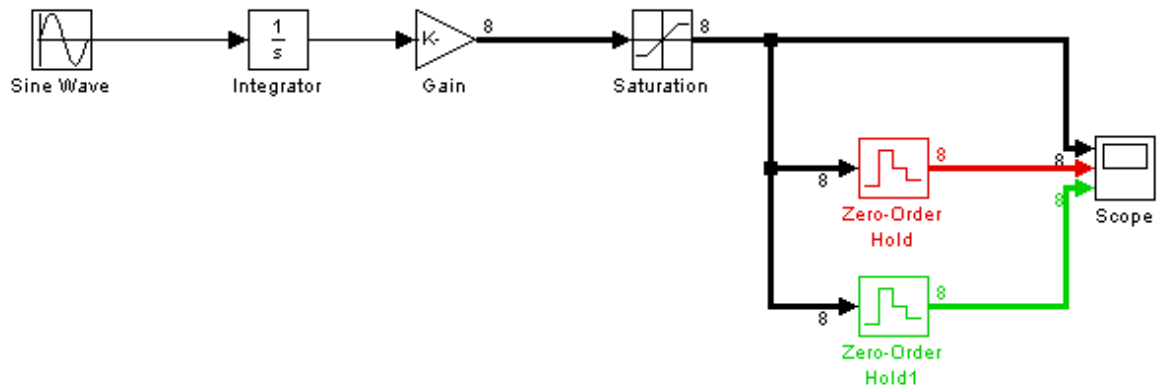 8
8
1
s
K-
Sine Wave
Integrator
Gain
Saturation
8
8
8
8
Zero-Order
Hold
Scope
8
8
Zero-Order
Hold1